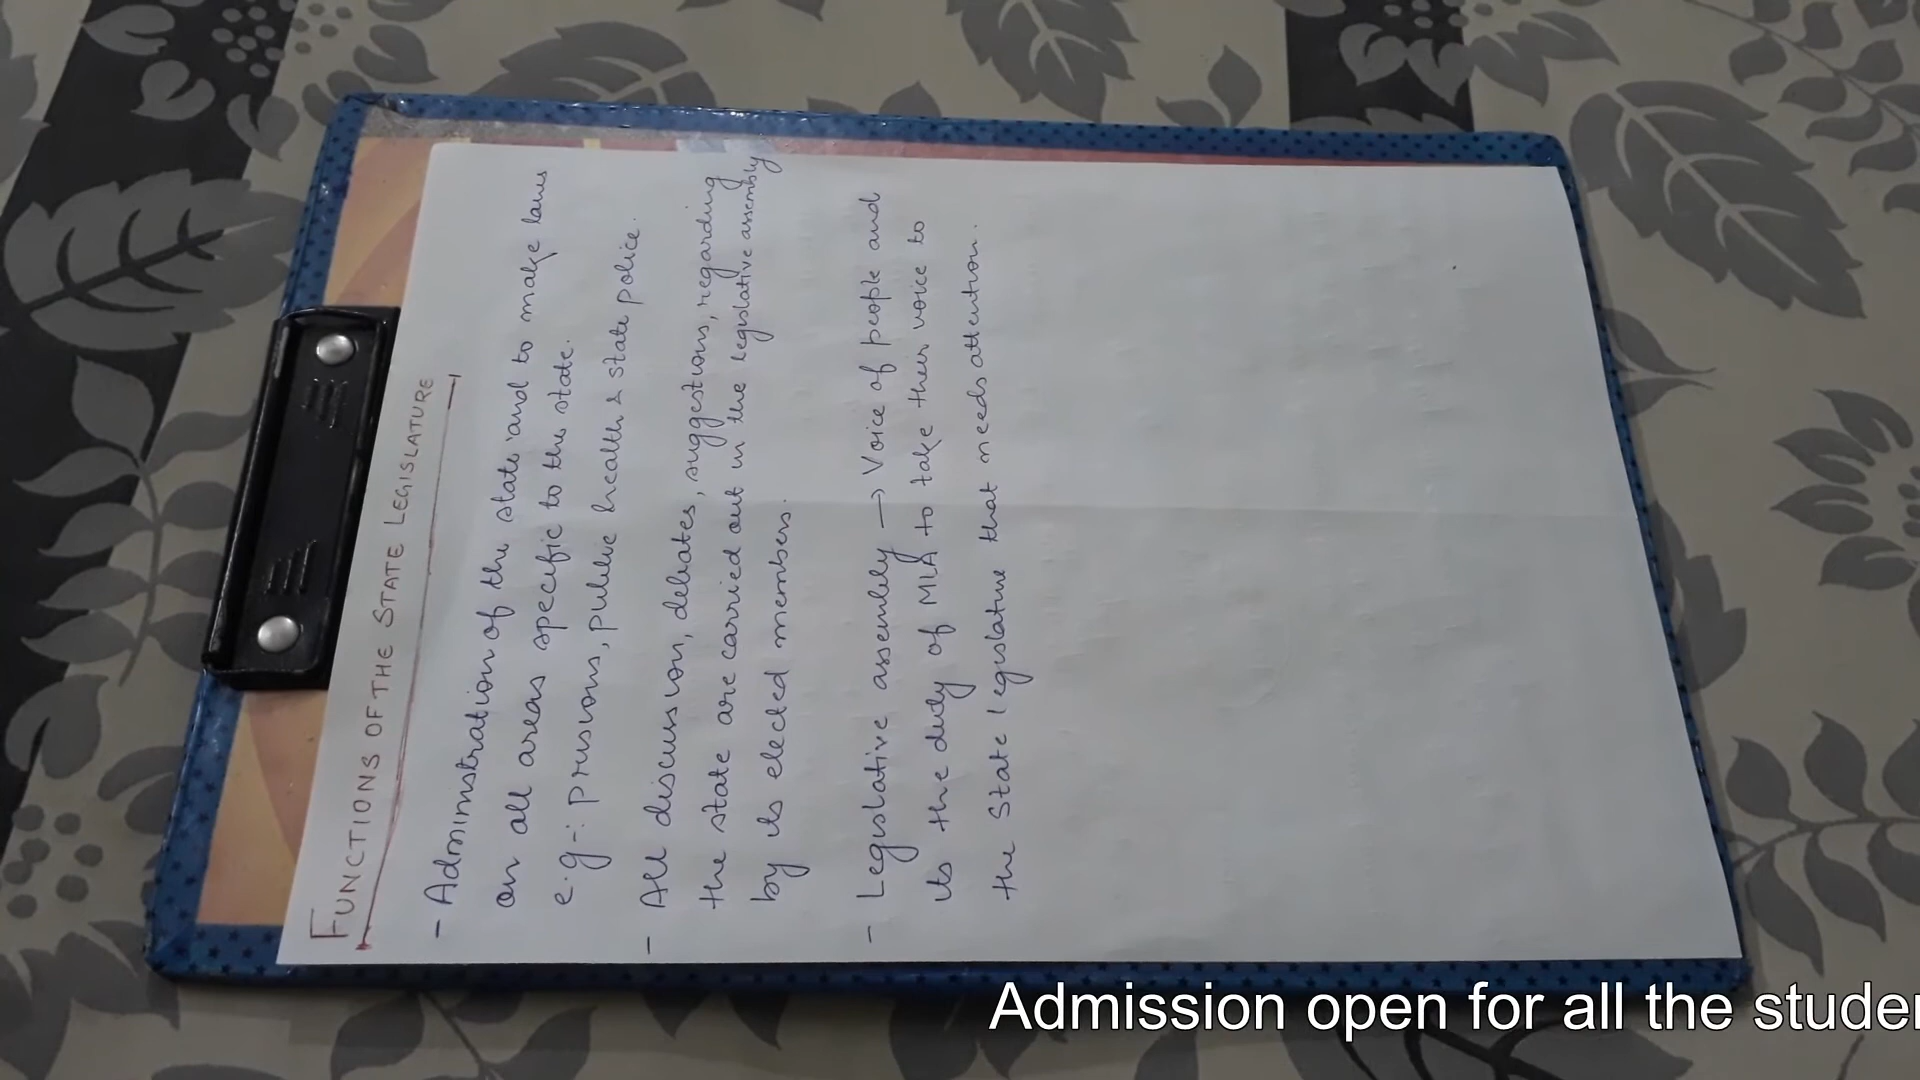 FUNCTIONS OF THE STATE LEGISLATURE
- Administration of the state and to make laws
on all areas specific to the state.
e.g-: prisions, public health & state police.
- All discussion, debates, suggestions, regarding
the state are carried out in the legislative assembly
by its elected members.
- Legislative assembly → Voice of people and
its the duty of MLA to take their voice to
the State legislature that needs attention.
Admission open for all the studer